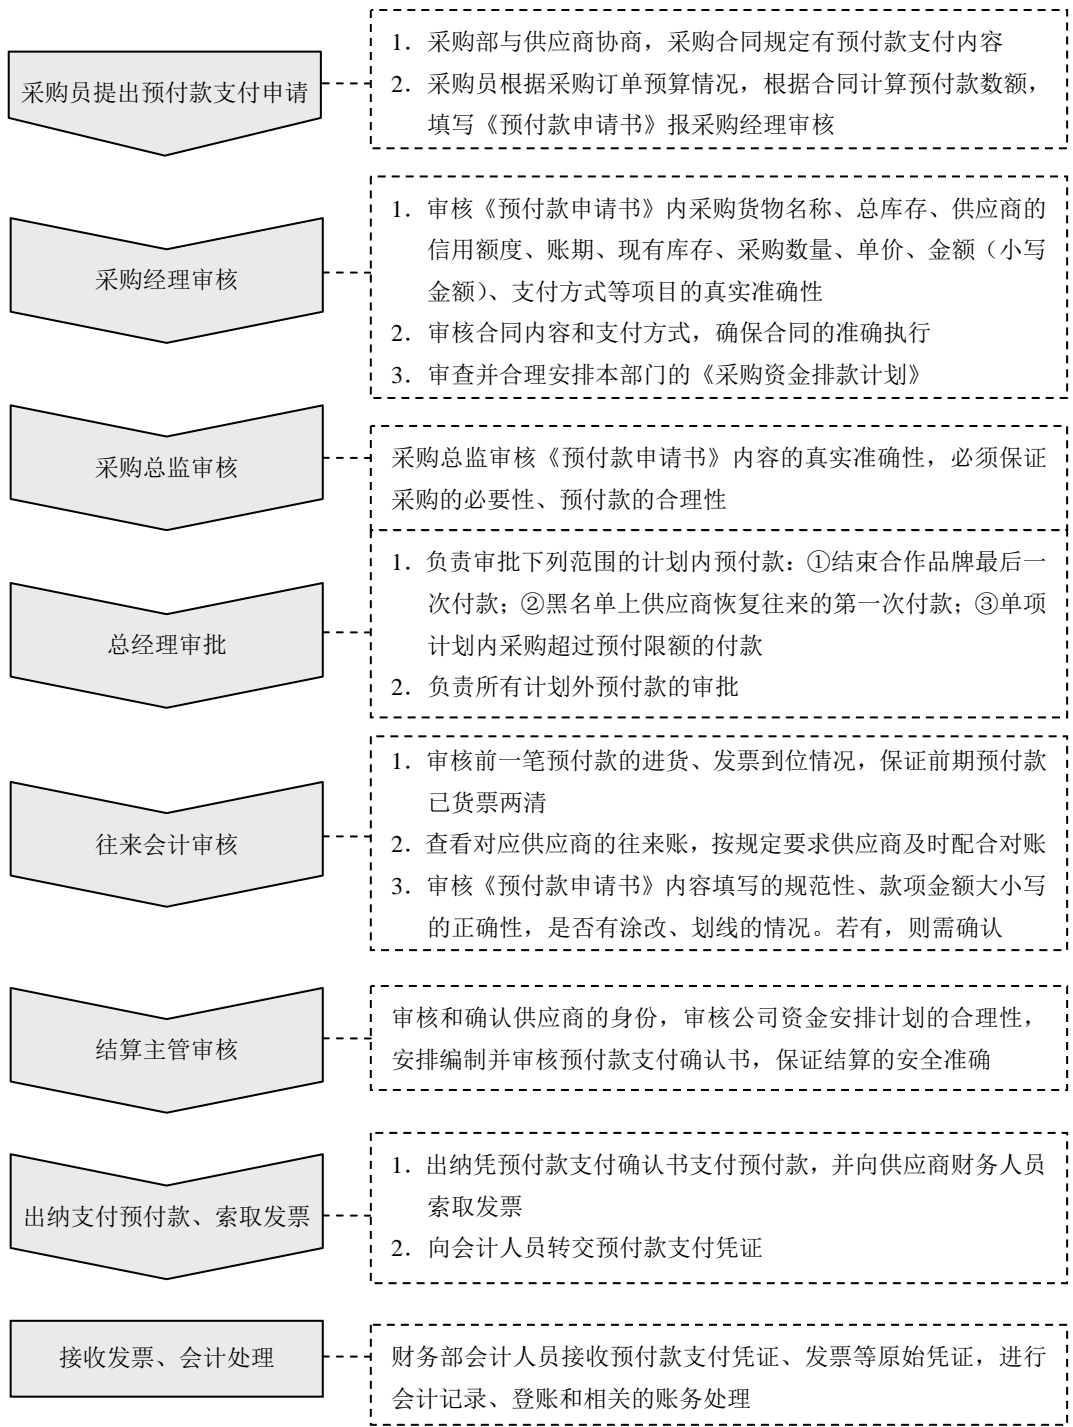 采购员提出预付款支付申请
1．采购部与供应商协商，采购合同规定有预付款支付内容
2．采购员根据采购订单预算情况，根据合同计算预付款数额，
填写《预付款申请书》报采购经理审核
采购经理审核
1．审核《预付款申请书》内采购货物名称、总库存、供应商的
信用额度、账期、现有库存、采购数量、单价、金额（小写
金额）、支付方式等项目的真实准确性
2．审核合同内容和支付方式，确保合同的准确执行
3．审查并合理安排本部门的《采购资金排款计划》
采购总监审核
采购总监审核《预付款申请书》内容的真实准确性，必须保证
采购的必要性、预付款的合理性
总经理审批
1．负责审批下列范围的计划内预付款：①结束合作品牌最后一
次付款；②黑名单上供应商恢复往来的第一次付款；③单项
计划内采购超过预付限额的付款
2．负责所有计划外预付款的审批
往来会计审核
1．审核前一笔预付款的进货、发票到位情况，保证前期预付款
已货票两清
2．查看对应供应商的往来账，按规定要求供应商及时配合对账
3．审核《预付款申请书》内容填写的规范性、款项金额大小写
的正确性，是否有涂改、划线的情况。若有，则需确认
结算主管审核
审核和确认供应商的身份，审核公司资金安排计划的合理性，
安排编制并审核预付款支付确认书，保证结算的安全准确
出纳支付预付款、索取发票
1．出纳凭预付款支付确认书支付预付款，并向供应商财务人员
索取发票
2．向会计人员转交预付款支付凭证
接收发票、会计处理
财务部会计人员接收预付款支付凭证、发票等原始凭证，进行
会计记录、登账和相关的账务处理